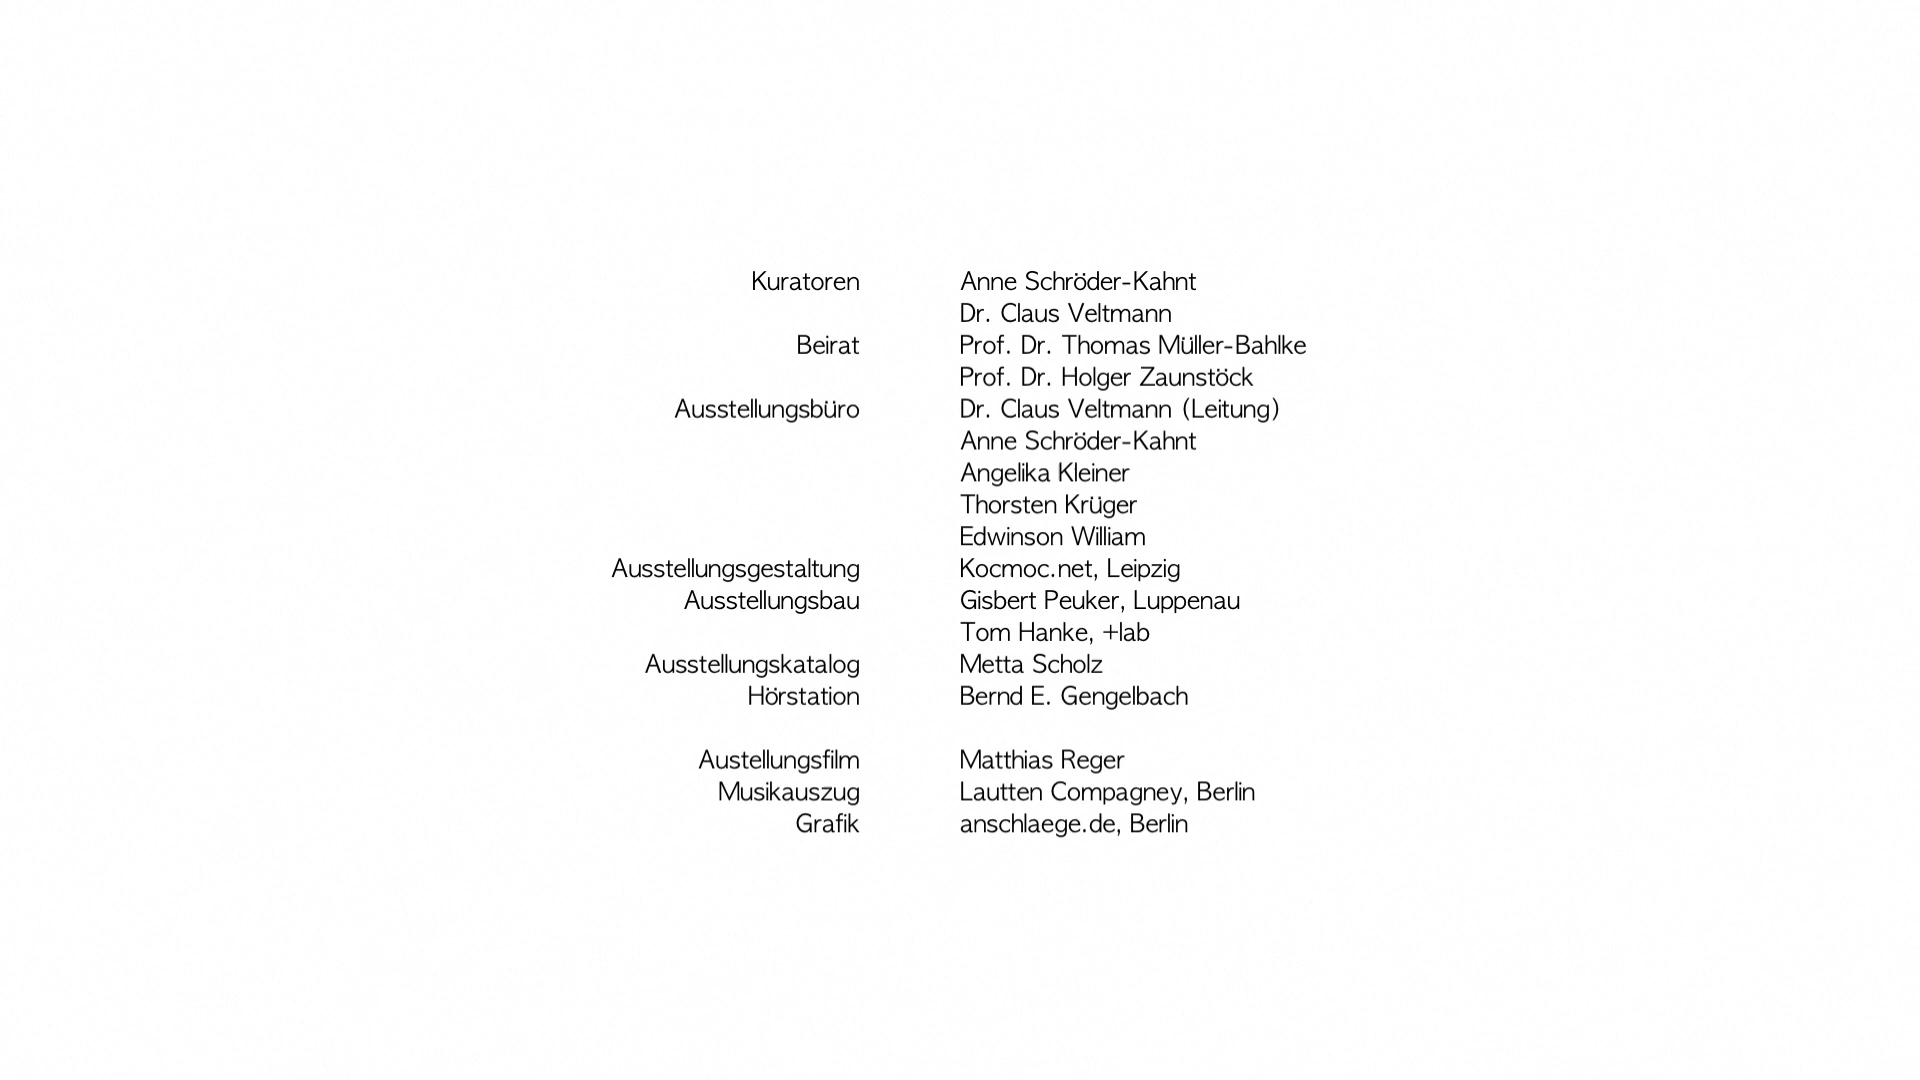 Kuratoren Anne Schröder-Kahnt
Dr. Claus Veltmann
Beirat Prof. Dr. Thomas Müller-Bahlke
Prof. Dr. Holger Zaunstöck
Ausstellungsbüro Dr. Claus Veltmann (Leitung)
Anne Schröder-Kahnt
Angelika Kleiner
Thorsten Krüger
Edwinson William
Ausstellungsgestaltung Kocmoc.net, Leipzig
Ausstellungsbau Gisbert Peuker, Luppenau
Tom Hanke, +lab
Ausstellungskatalog Metta Scholz
Hörstation Bernd E. Gengelbach
Austellungsfilm Matthias Reger
Musikauszug Lautten Compagney, Berlin
Grafik anschlaege.de, Berlin